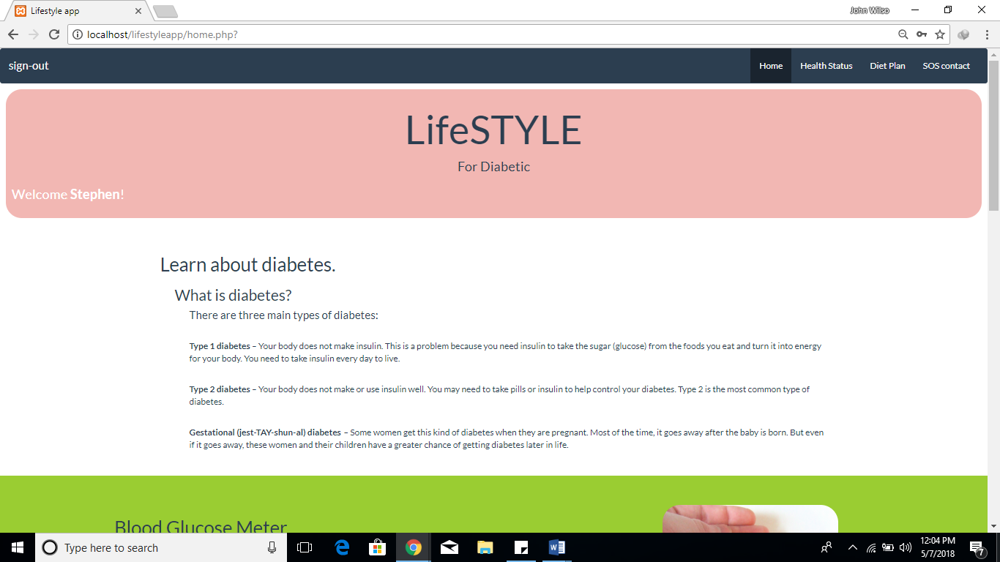 Lifestyle app
John Wilso
localhost/lifestyleapp/home.php?
sign-out
Home
Health Status
Diet Plan
SOS contact
LifeSTYLE
For Diabetic
Welcome Stephen!
Learn about diabetes.
What is diabetes?
There are three main types of diabetes:
Type 1 diabetes – Your body does not make insulin. This is a problem because you need insulin to take the sugar (glucose) from the foods you eat and turn it into energy
for your body. You need to take insulin every day to live.
Type 2 diabetes – Your body does not make or use insulin well. You may need to take pills or insulin to help control your diabetes. Type 2 is the most common type of
diabetes.
Gestational (jest-TAY-shun-al) diabetes – Some women get this kind of diabetes when they are pregnant. Most of the time, it goes away after the baby is born. But even
if it goes away, these women and their children have a greater chance of getting diabetes later in life.
Blood Glucose Meter
Type here to search
12:04 PM
5/7/2018
7